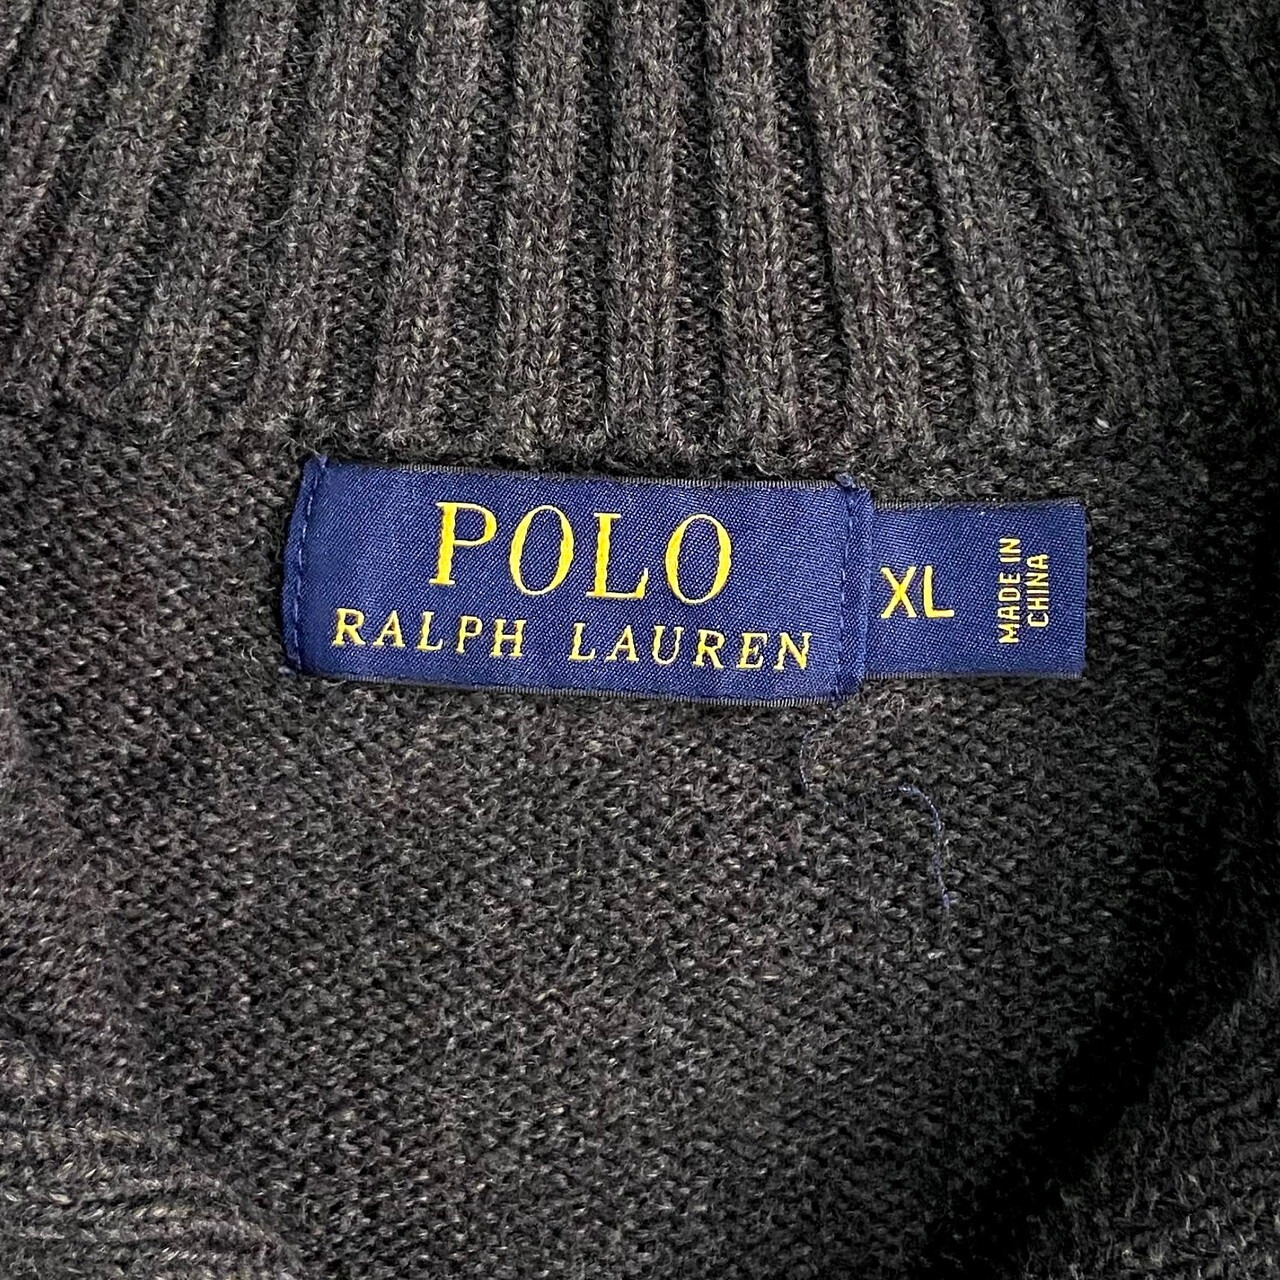 POLO
RALPH LAUREN
XL
MADE IN
CHINA